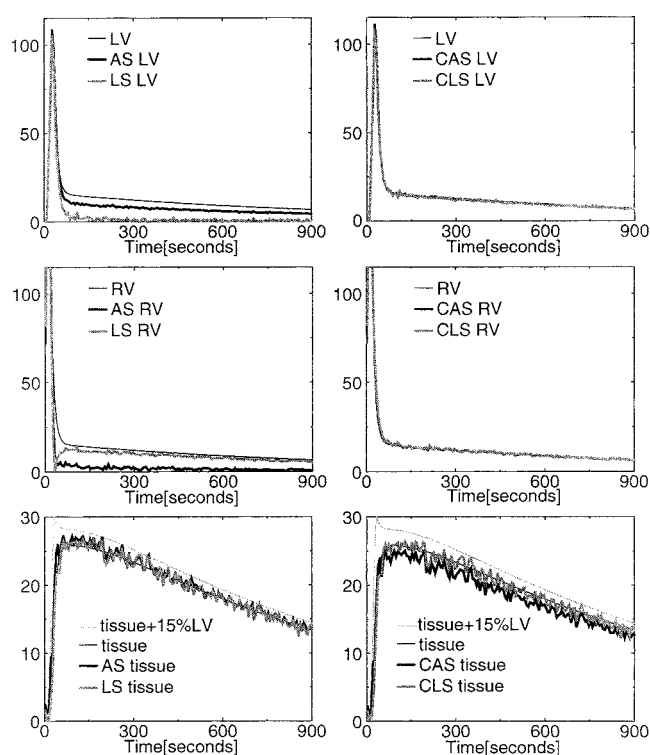 100
50
0
LV
AS LV
LS LV
0 300 600 900
Time[seconds]
100
50
0
LV
CAS LV
CLS LV
0 300 600 900
Time[seconds]
100
50
0
RV
AS RV
LS RV
0 300 600 900
Time[seconds]
100
50
0
RV
CAS RV
CLS RV
0 300 600 900
Time[seconds]
30
20
10
0
tissue+15%LV
tissue
AS tissue
LS tissue
0 300 600 900
Time[seconds]
30
20
10
0
tissue+15%LV
tissue
CAS tissue
CLS tissue
0 300 600 900
Time[seconds]